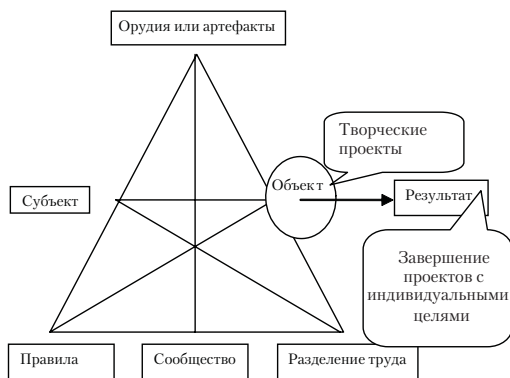 Орудия или артефакты
Творческие
проекты
Объект
Субъект
Результат
Завершение
проектов с
индивидуальными
целями
Правила
Сообщество
Разделение труда